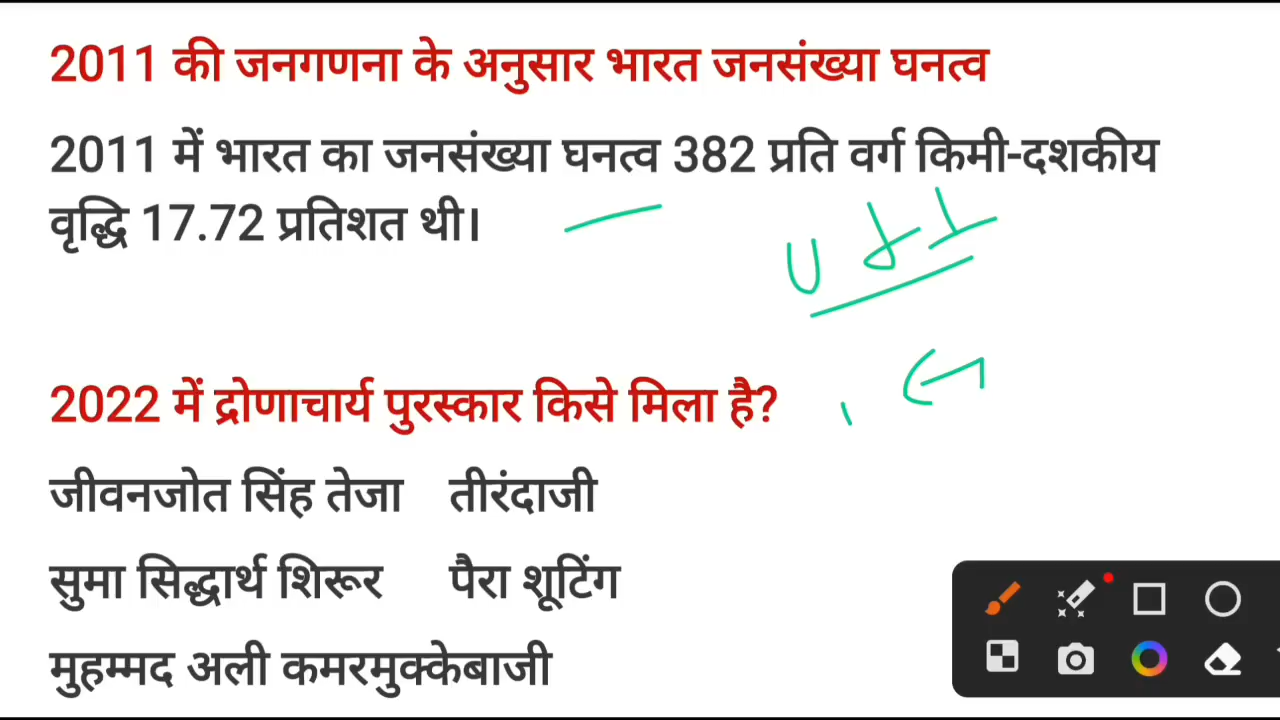 2011 की जनगणना के अनुसार भारत जनसंख्या घनत्व
2011 में भारत का जनसंख्या घनत्व 382 प्रति वर्ग किमी-दशकीय
वृद्धि 17.72 प्रतिशत थी।
2022 में द्रोणाचार्य पुरस्कार किसे मिला है?
जीवनजोत सिंह तेजा तीरंदाजी
सुमा सिद्धार्थ शिरूर पैरा शूटिंग
मुहम्मद अली कमरमुक्केबाजी